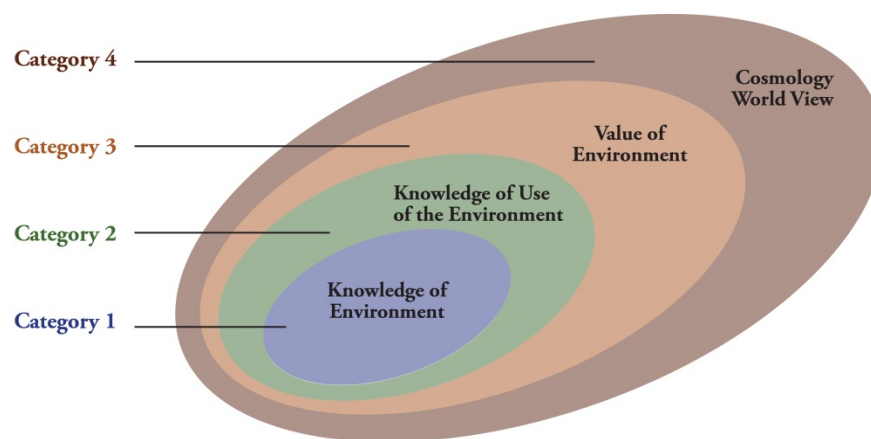 Category 4
Cosmology
World View
Category 3
Value of
Environment
Knowledge of Use
of the Environment
Category 2
Knowledge of
Environment
Category 1